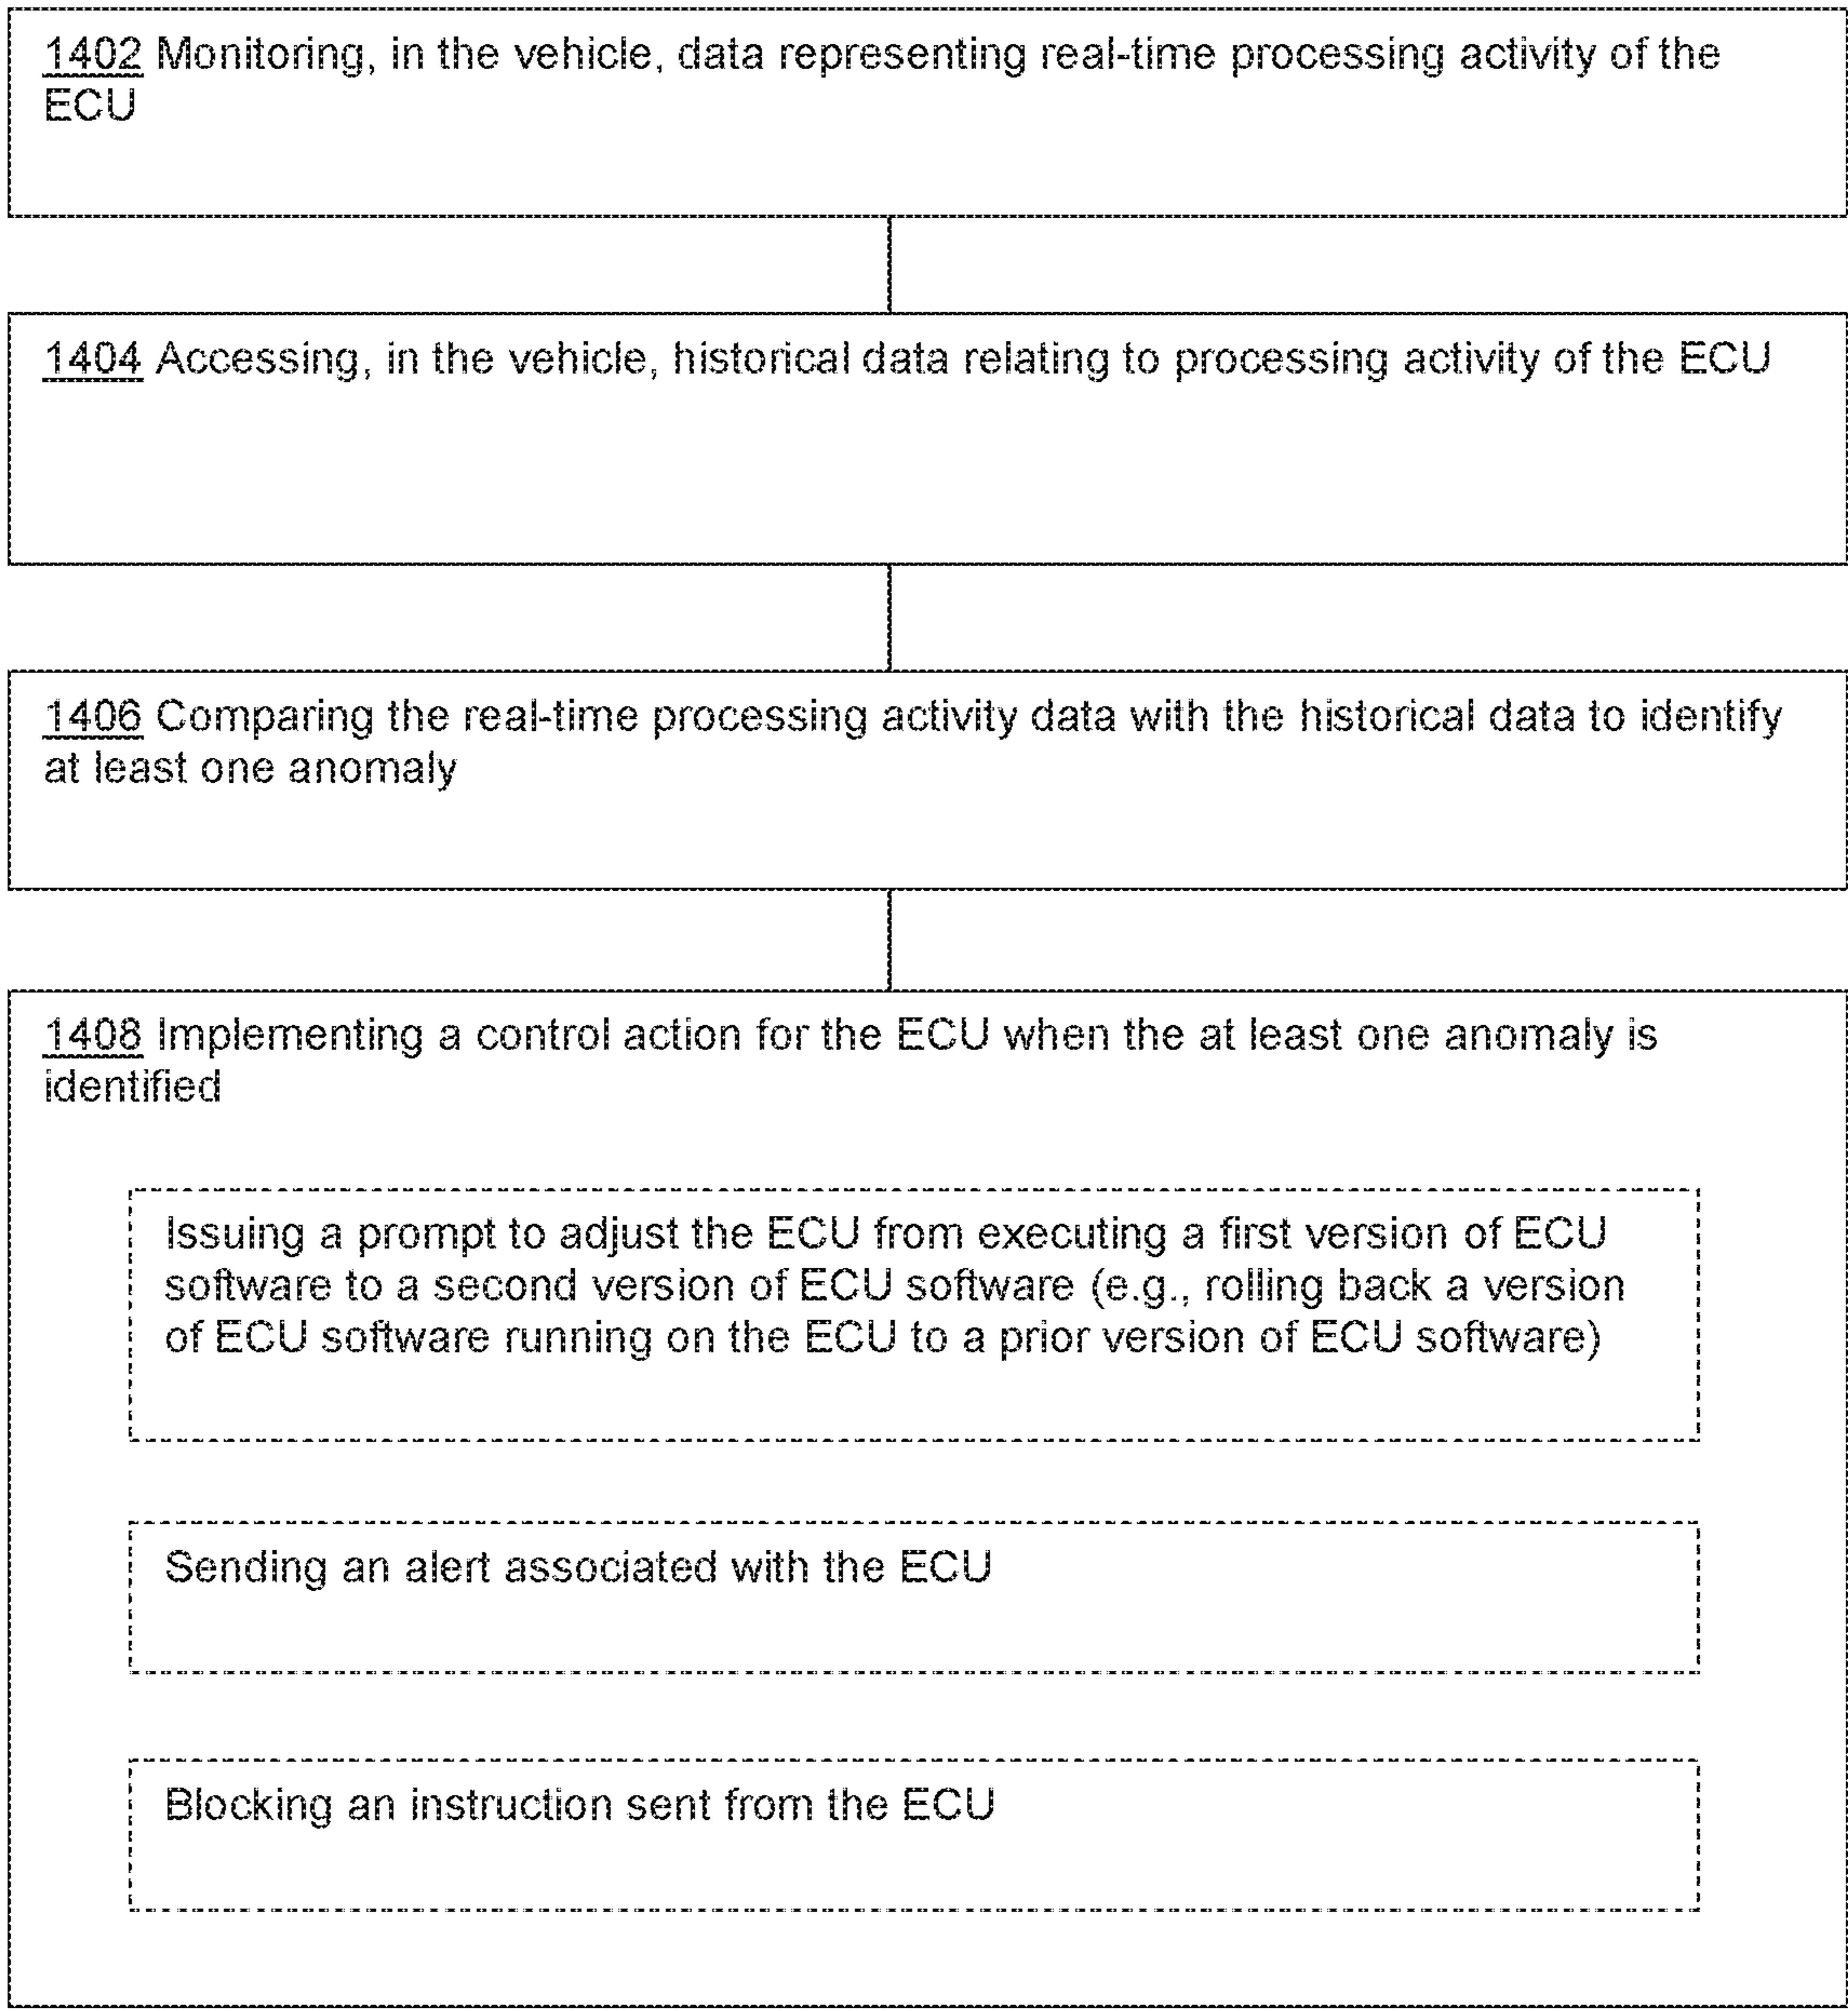 1402 Monitoring, in the vehicle, data representing real-time processing activity of the
ECU
1404 Accessing, in the vehicle, historical data relating to processing activity of the ECU
1406 Comparing the real-time processing activity data with the historical data to identify
at least one anomaly
1408 Implementing a control action for the ECU when the at least one anomaly is
identified
Issuing a prompt to adjust the ECU from executing a first version of ECU
software to a second version of ECU software (e.g., rolling back a version
of ECU software running on the ECU to a prior version of ECU software)
Sending an alert associated with the ECU
Blocking an instruction sent from the ECU